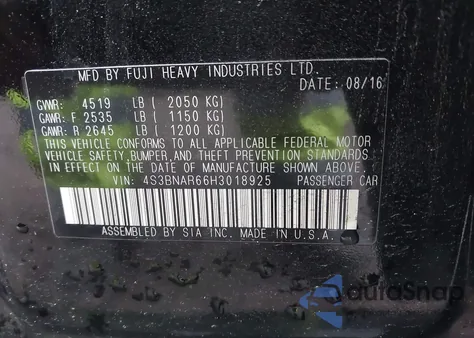 MFD BY FUJI HEAVY INDUSTRIES LTD.
DATE: 08/16
GVWR: 4519 LB ( 2050 KG)
GAWR: F 2535 LB ( 1150 KG)
GAWR: R 2645 LB ( 1200 KG)
THIS VEHICLE CONFORMS TO ALL APPLICABLE FEDERAL MOTOR
VEHICLE SAFETY, BUMPER, AND THEFT PREVENTION STANDARDS
IN EFFECT ON THE DATE OF MANUFACTURE SHOWN ABOVE.
VIN: 4S3BNAR66H3018925 PASSENGER CAR
ASSEMBLED BY SIA INC. MADE IN U.S.A.
auraSnap